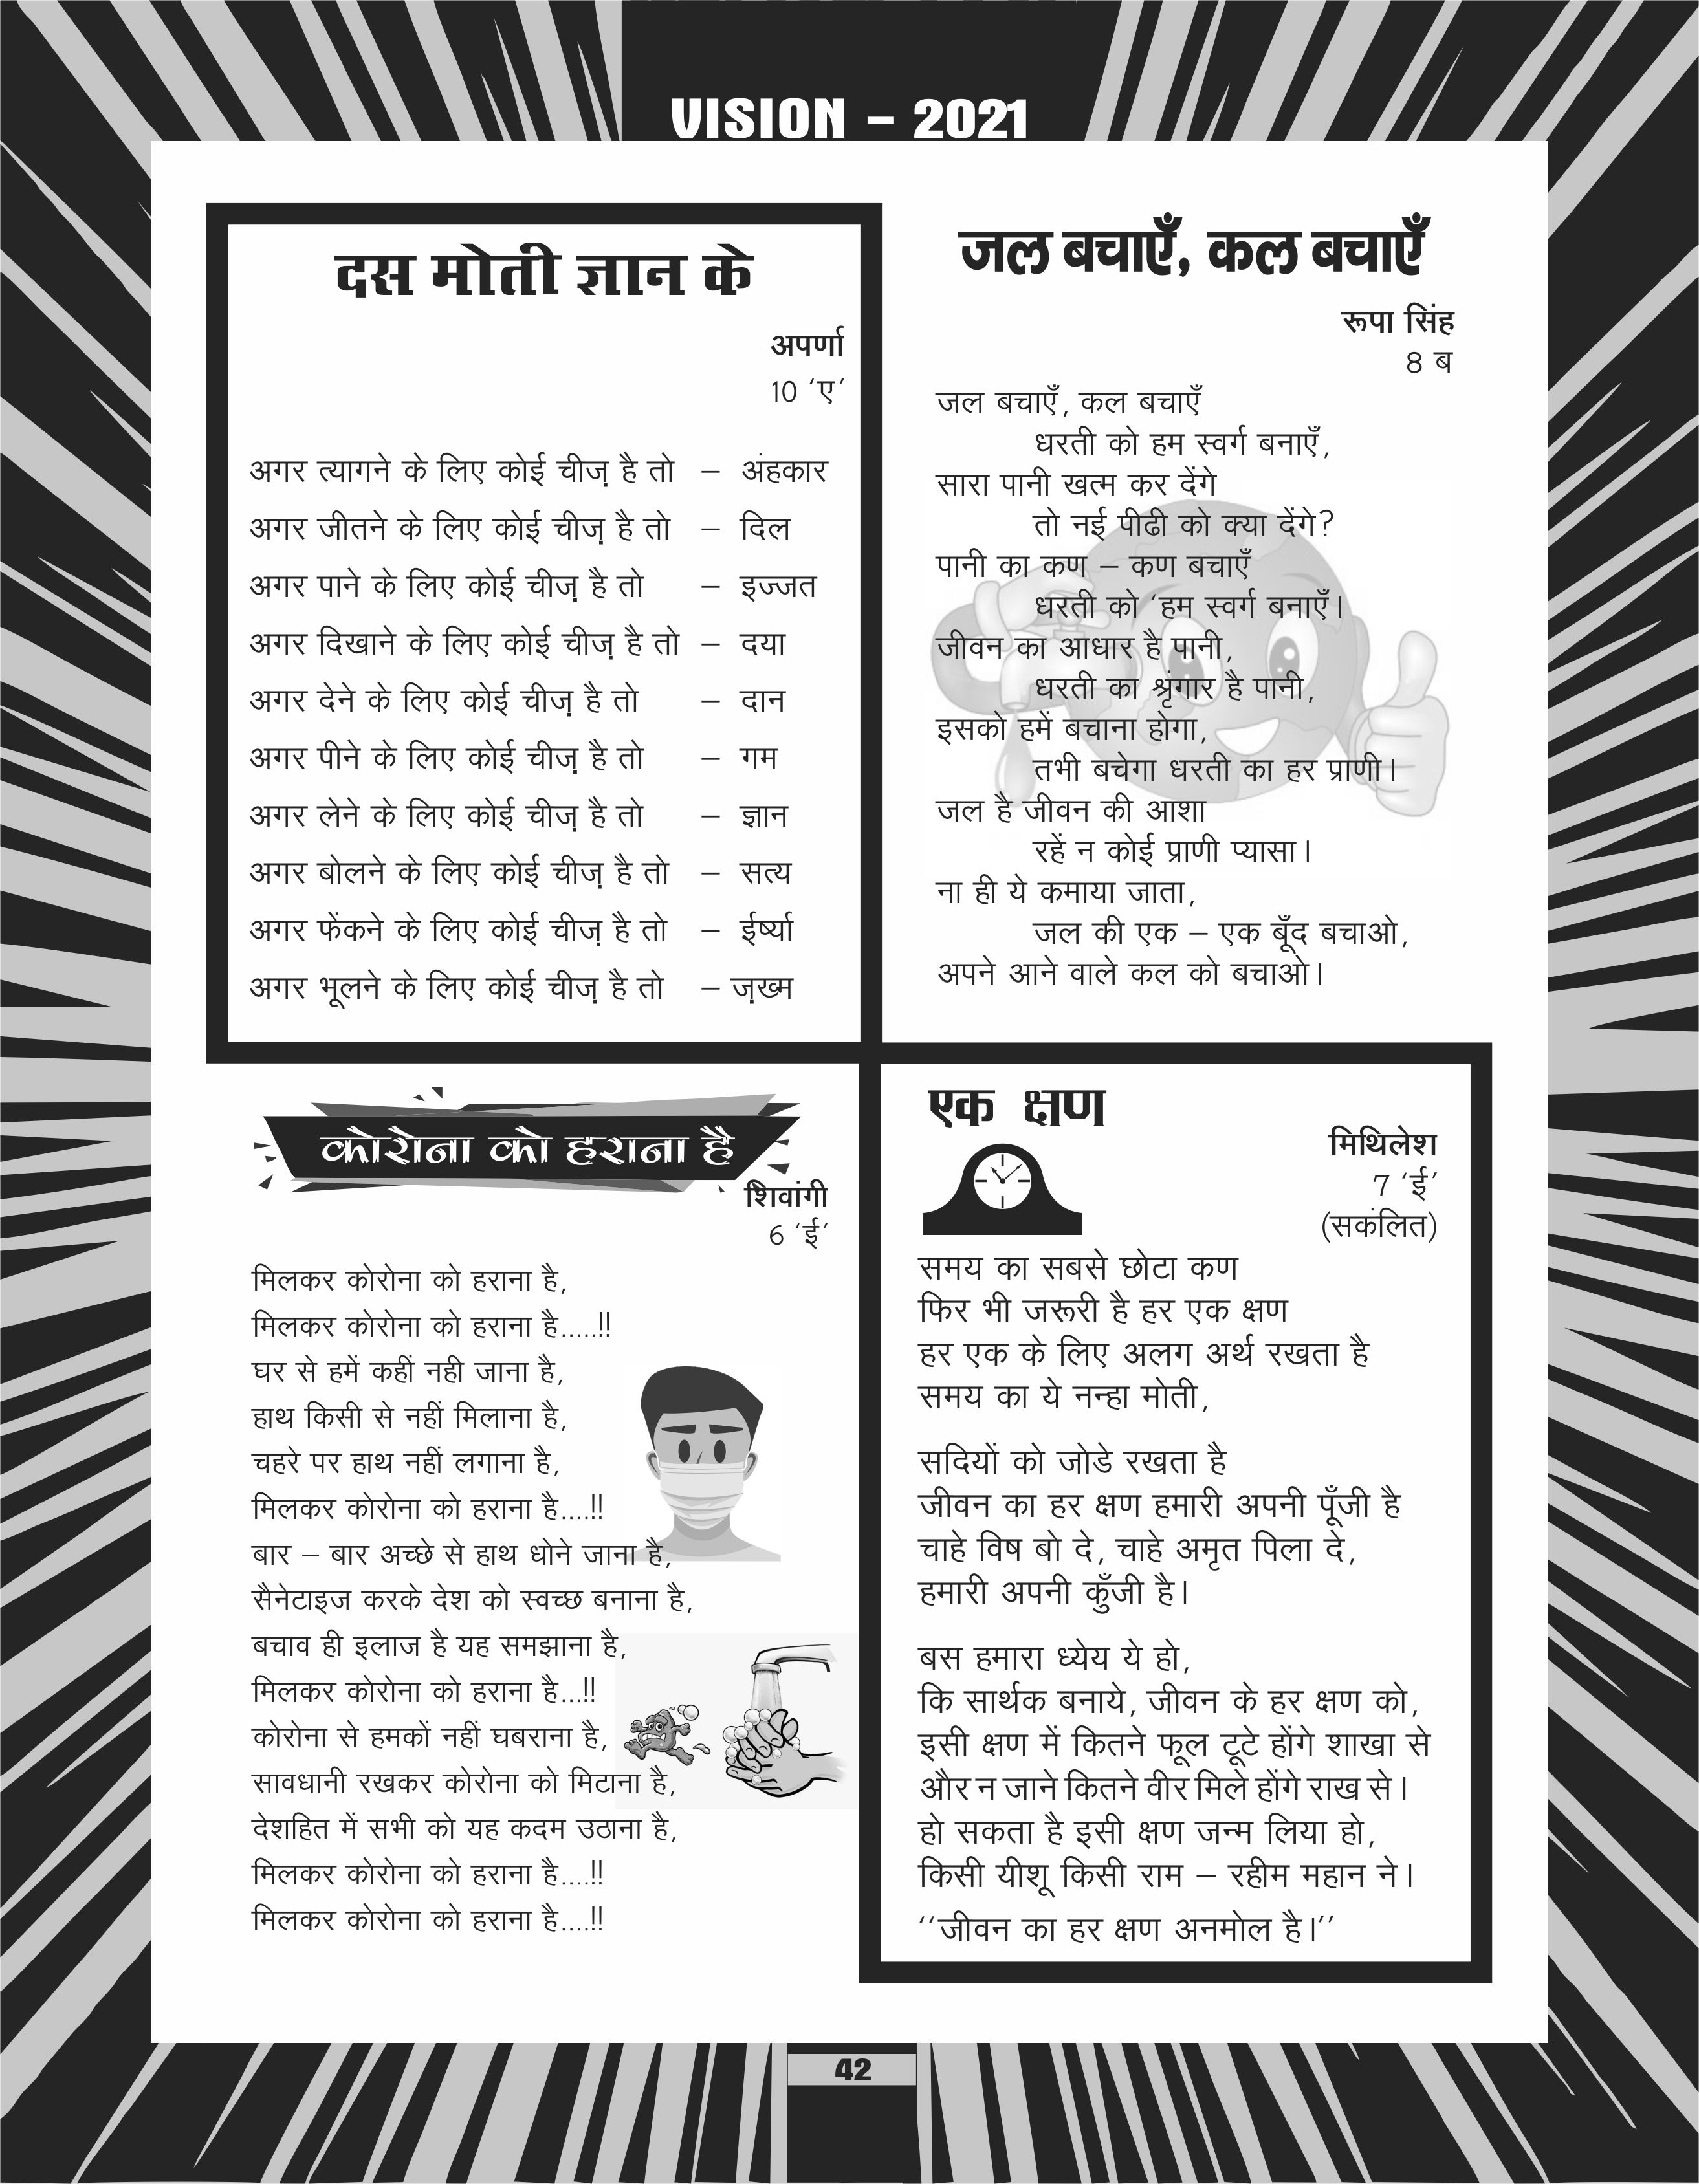 VISION – 2021
दस मोती ज्ञान के
अपर्णा
10 ‘ए’
अगर त्यागने के लिए कोई चीज़ है तो – अंहकार
अगर जीतने के लिए कोई चीज़ है तो – दिल
अगर पाने के लिए कोई चीज़ है तो – इज्जत
अगर दिखाने के लिए कोई चीज़ है तो – दया
अगर देने के लिए कोई चीज़ है तो – दान
अगर पीने के लिए कोई चीज़ है तो – गम
अगर लेने के लिए कोई चीज़ है तो – ज्ञान
अगर बोलने के लिए कोई चीज़ है तो – सत्य
अगर फेंकने के लिए कोई चीज़ है तो – ईर्ष्या
अगर भूलने के लिए कोई चीज़ है तो – ज़ख्म
जल बचाएँ, कल बचाएँ
रूपा सिंह
8 ब
जल बचाएँ, कल बचाएँ
धरती को हम स्वर्ग बनाएँ,
सारा पानी खत्म कर देंगे
तो नई पीढी को क्या देंगे?
पानी का कण – कण बचाएँ
धरती को ‘हम स्वर्ग बनाएँ।
जीवन का आधार है पानी,
धरती का श्रृंगार है पानी,
इसको हमें बचाना होगा,
तभी बचेगा धरती का हर प्राणी।
जल है जीवन की आशा
रहें न कोई प्राणी प्यासा।
ना ही ये कमाया जाता,
जल की एक – एक बूँद बचाओ,
अपने आने वाले कल को बचाओ।
कोरोना को हराना है
शिवांगी
6 ‘ई’
मिलकर कोरोना को हराना है,
मिलकर कोरोना को हराना है.....!!
घर से हमें कहीं नही जाना है,
हाथ किसी से नहीं मिलाना है,
चहरे पर हाथ नहीं लगाना है,
मिलकर कोरोना को हराना है....!!
बार – बार अच्छे से हाथ धोने जाना है,
सैनेटाइज करके देश को स्वच्छ बनाना है,
बचाव ही इलाज है यह समझाना है,
मिलकर कोरोना को हराना है...!!
कोरोना से हमकों नहीं घबराना है,
सावधानी रखकर कोरोना को मिटाना है,
देशहित में सभी को यह कदम उठाना है,
मिलकर कोरोना को हराना है....!!
मिलकर कोरोना को हराना है....!!
एक क्षण
मिथिलेश
7 ‘ई’
(सकंलित)
समय का सबसे छोटा कण
फिर भी जरूरी है हर एक क्षण
हर एक के लिए अलग अर्थ रखता है
समय का ये नन्हा मोती,
सदियों को जोडे रखता है
जीवन का हर क्षण हमारी अपनी पूँजी है
चाहे विष बो दे, चाहे अमृत पिला दे,
हमारी अपनी कुँजी है।
बस हमारा ध्येय ये हो,
कि सार्थक बनाये, जीवन के हर क्षण को,
इसी क्षण में कितने फूल टूटे होंगे शाखा से
और न जाने कितने वीर मिले होंगे राख से।
हो सकता है इसी क्षण जन्म लिया हो,
किसी यीशू किसी राम – रहीम महान ने।
‘‘जीवन का हर क्षण अनमोल है।’’
42